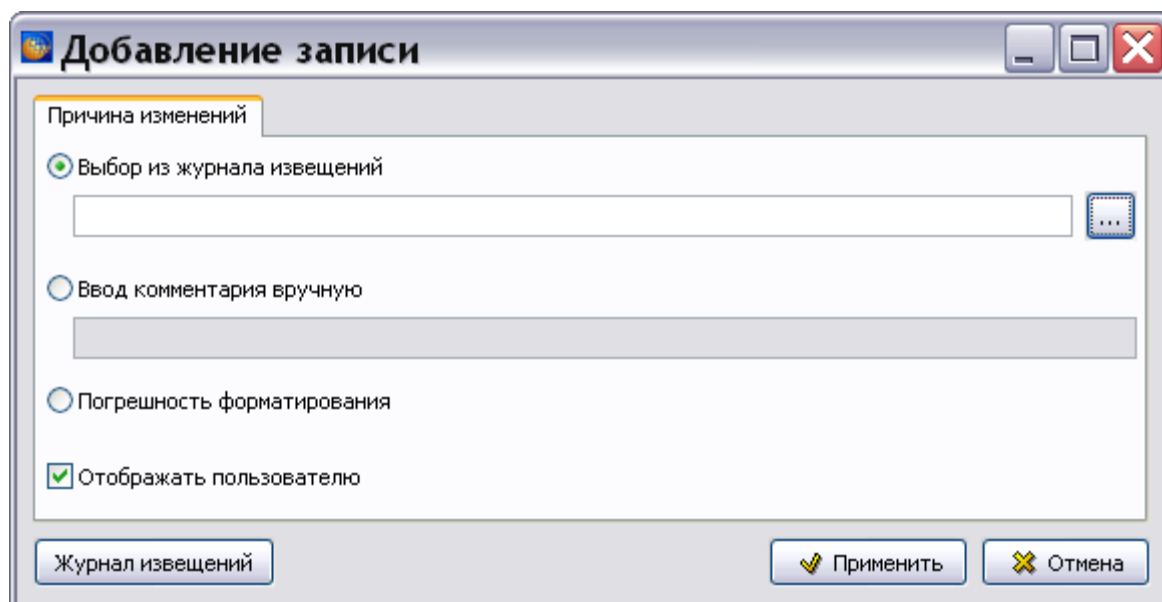 Добавление записи
Причина изменений
Выбор из журнала извещений
...
Ввод комментария вручную
Погрешность форматирования
Отображать пользователю
Журнал извещений Применить Отмена